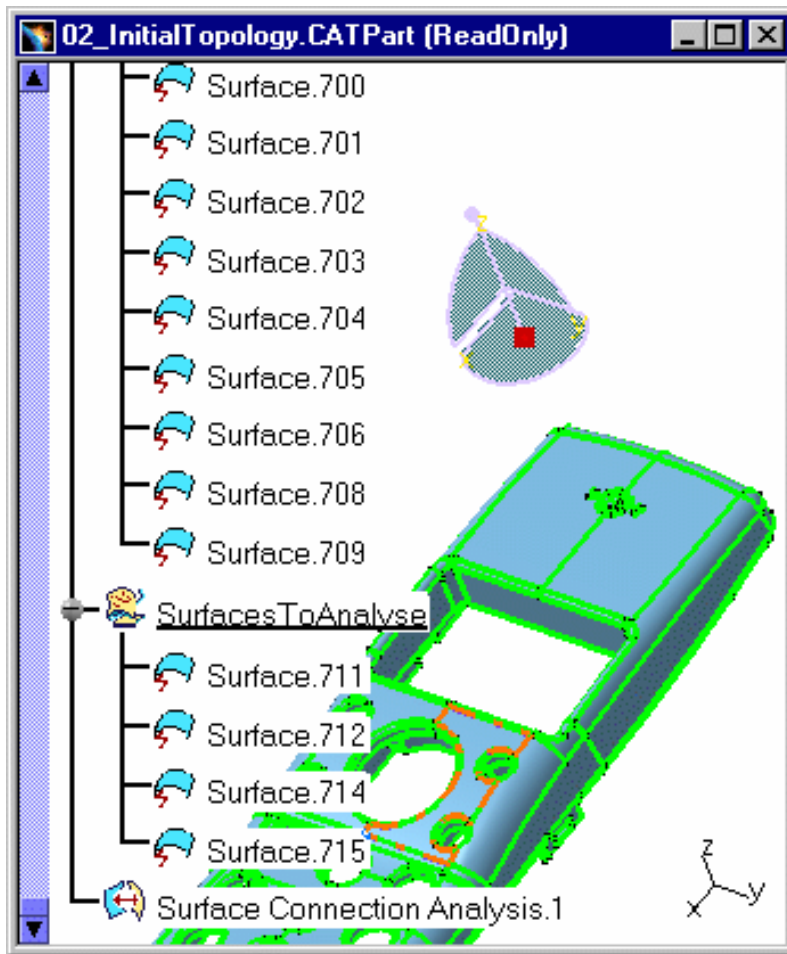 02_InitialTopology.CATPart (ReadOnly)
Surface.700
Surface.701
Surface.702
Surface.703
Surface.704
Surface.705
Surface.706
Surface.708
Surface.709
SurfacesToAnalyse
Surface.711
Surface.712
Surface.714
Surface.715
Surface Connection Analysis.1
z
y
x
z
y
x